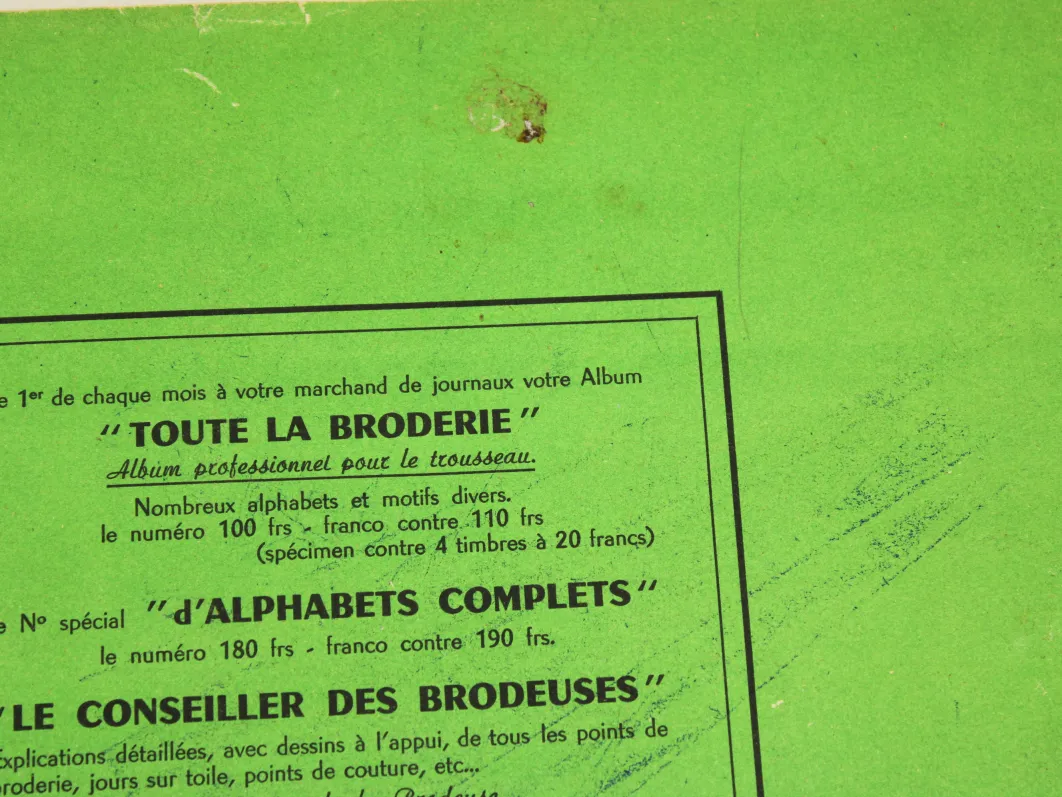 1er de chaque mois à votre marchand de journaux votre Album
" TOUTE LA BRODERIE "
Album professionnel pour le trousseau.
Nombreux alphabets et motifs divers.
le numéro 100 frs - franco contre 110 frs
(spécimen contre 4 timbres à 20 francs)
Nº spécial " d'ALPHABETS COMPLETS "
le numéro 180 frs - franco contre 190 frs.
"LE CONSEILLER DES BRODEUSES"
Explications détaillées, avec dessins à l'appui, de tous les points de
broderie, jours sur toile, points de couture, etc...